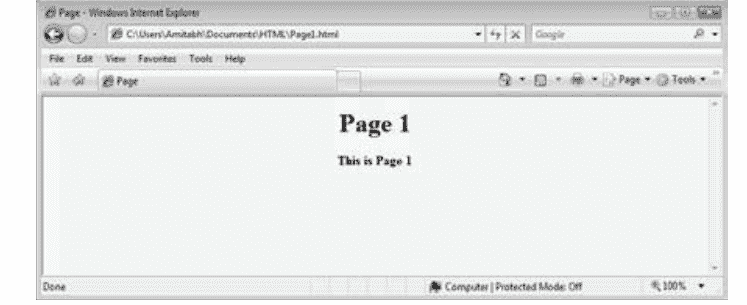 Page - Windows Internet Explorer
C:\Users\Amitabh\Documents\HTML\Page1.html
Google
File Edit View Favorites Tools Help
Page
Page Tools
Page 1
This is Page 1
Done
Computer | Protected Mode: Off
100%